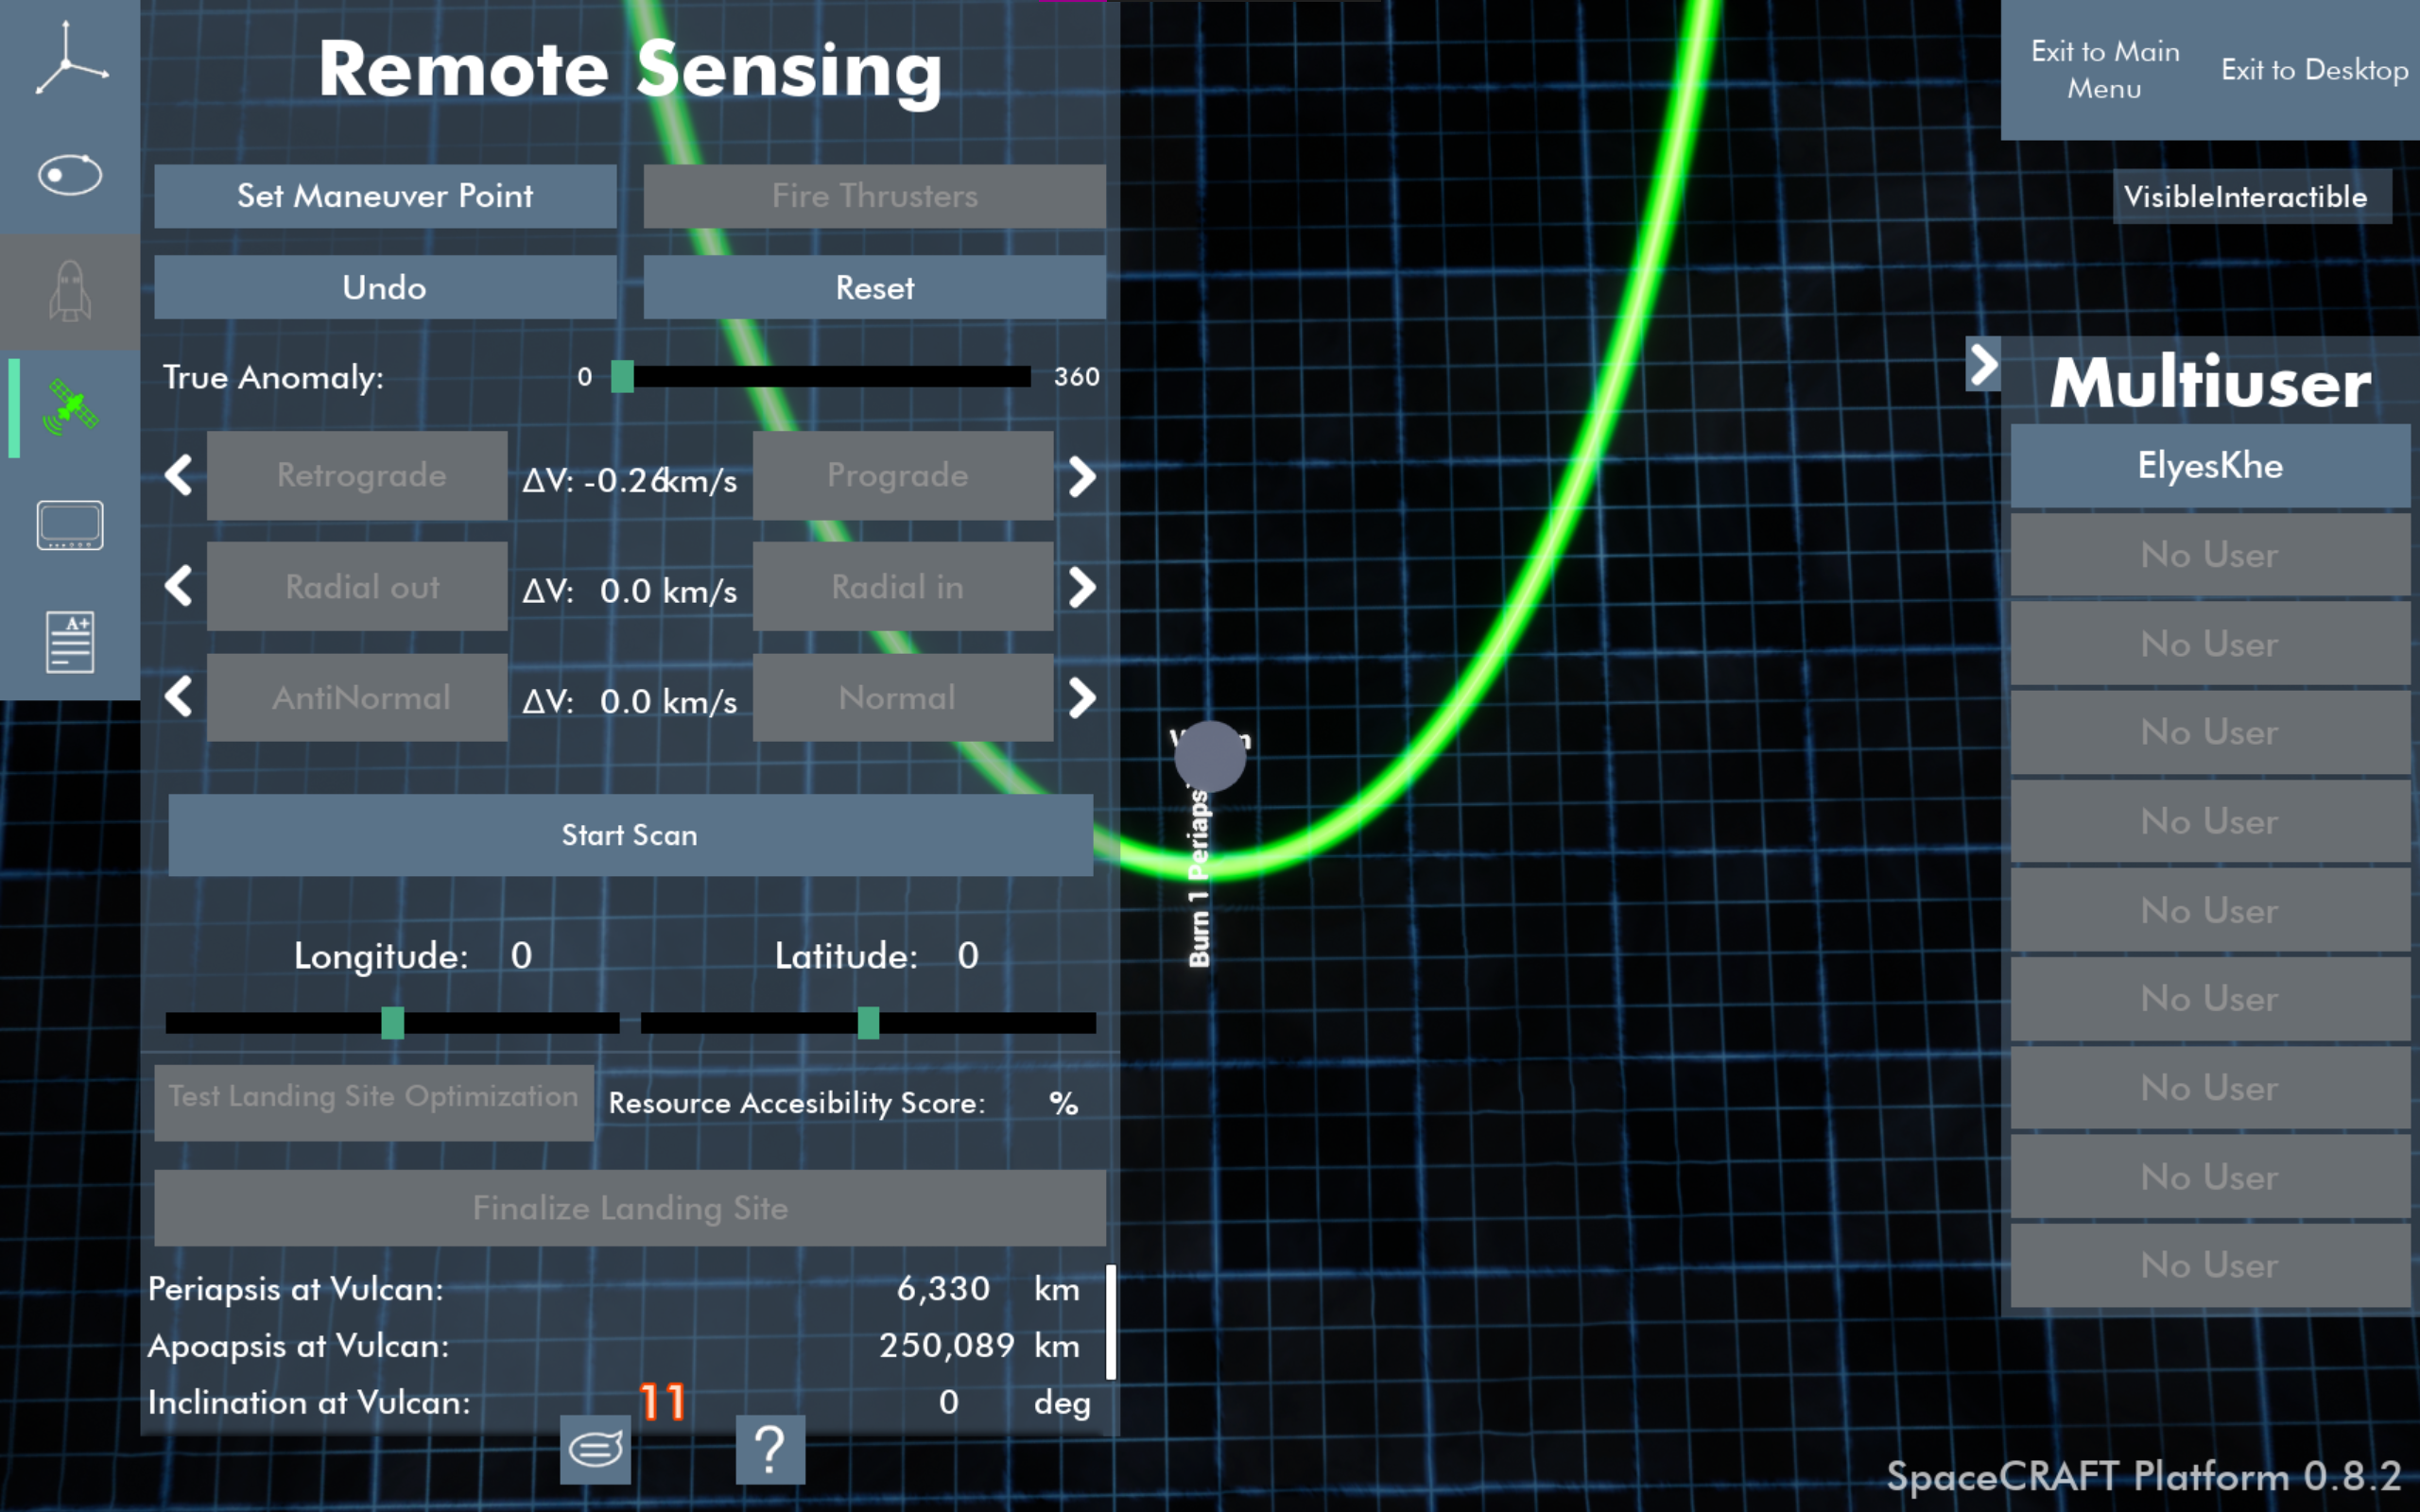 Remote Sensing
Exit to Main
Menu
Exit to Desktop
Set Maneuver Point
Fire Thrusters
VisibleInteractible
Undo
Reset
True Anomaly:
0
360
Multiuser
Retrograde
ΔV: -0.26km/s
Prograde
ElyesKhe
Radial out
ΔV: 0.0 km/s
Radial in
No User
AntiNormal
ΔV: 0.0 km/s
Normal
No User
No User
Start Scan
No User
Burn 1
No User
Longitude: 0
Latitude: 0
No User
Test Landing Site Optimization
Resource Accesibility Score: %
No User
Finalize Landing Site
No User
Periapsis at Vulcan: 6,330 km
No User
Apoapsis at Vulcan: 250,089 km
Inclination at Vulcan: 0 deg
11
?
A+
SpaceCRAFT Platform 0.8.2